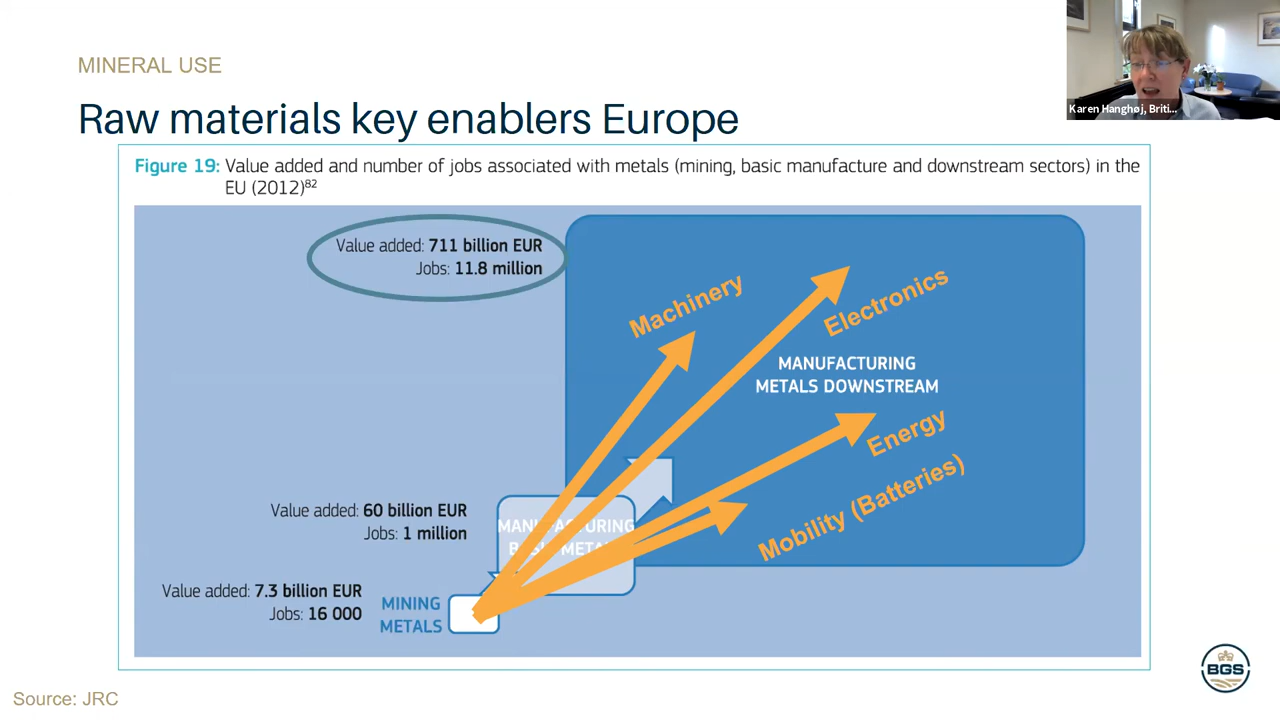 MINERAL USE
Karen Hanghøj, Briti...
Raw materials key enablers Europe
Figure 19: Value added and number of jobs associated with metals (mining, basic manufacture and downstream sectors) in the
EU (2012)82
Value added: 711 billion EUR
Jobs: 11.8 million
Machinery
Electronics
MANUFACTURING
METALS DOWNSTREAM
Energy
Mobility (Batteries)
Value added: 60 billion EUR
Jobs: 1 million
MANUFACTURING
BASIC METALS
Value added: 7.3 billion EUR
Jobs: 16 000
MINING
METALS
BGS
Source: JRC